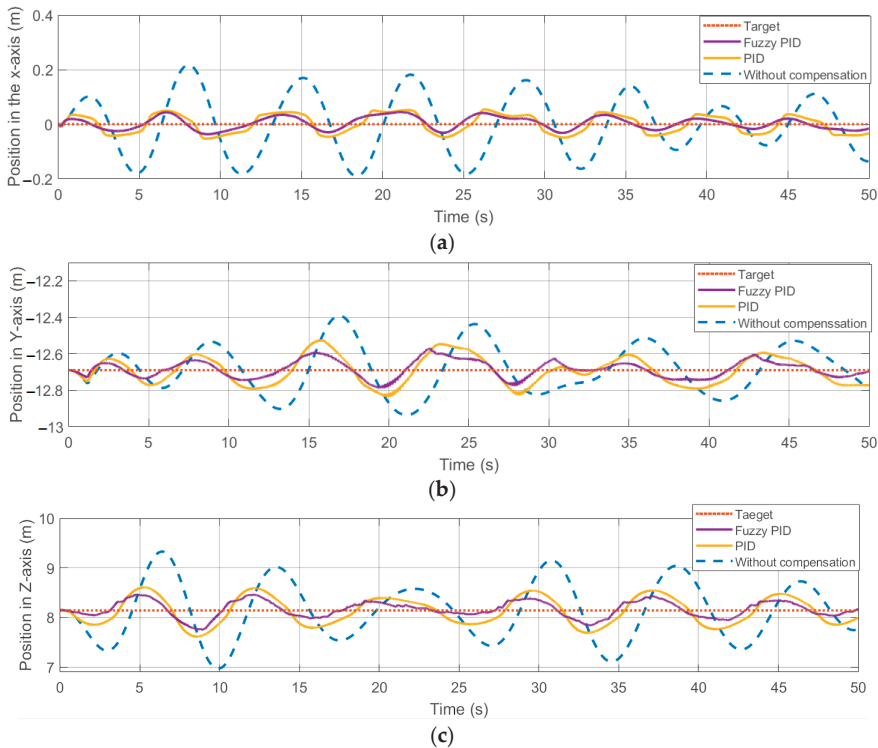 0.4
0.2
0
−0.2
Position in the x-axis (m)
Target
Fuzzy PID
PID
Without compensation
0 5 10 15 20 25 30 35 40 45 50
Time (s)
(a)
−12.2
−12.4
−12.6
−12.8
−13
Position in Y-axis (m)
Target
Fuzzy PID
PID
Without compenssation
0 5 10 15 20 25 30 35 40 45 50
Time (s)
(b)
10
9
8
7
Position in Z-axis (m)
Taeget
Fuzzy PID
PID
Without compensation
0 5 10 15 20 25 30 35 40 45 50
Time (s)
(c)